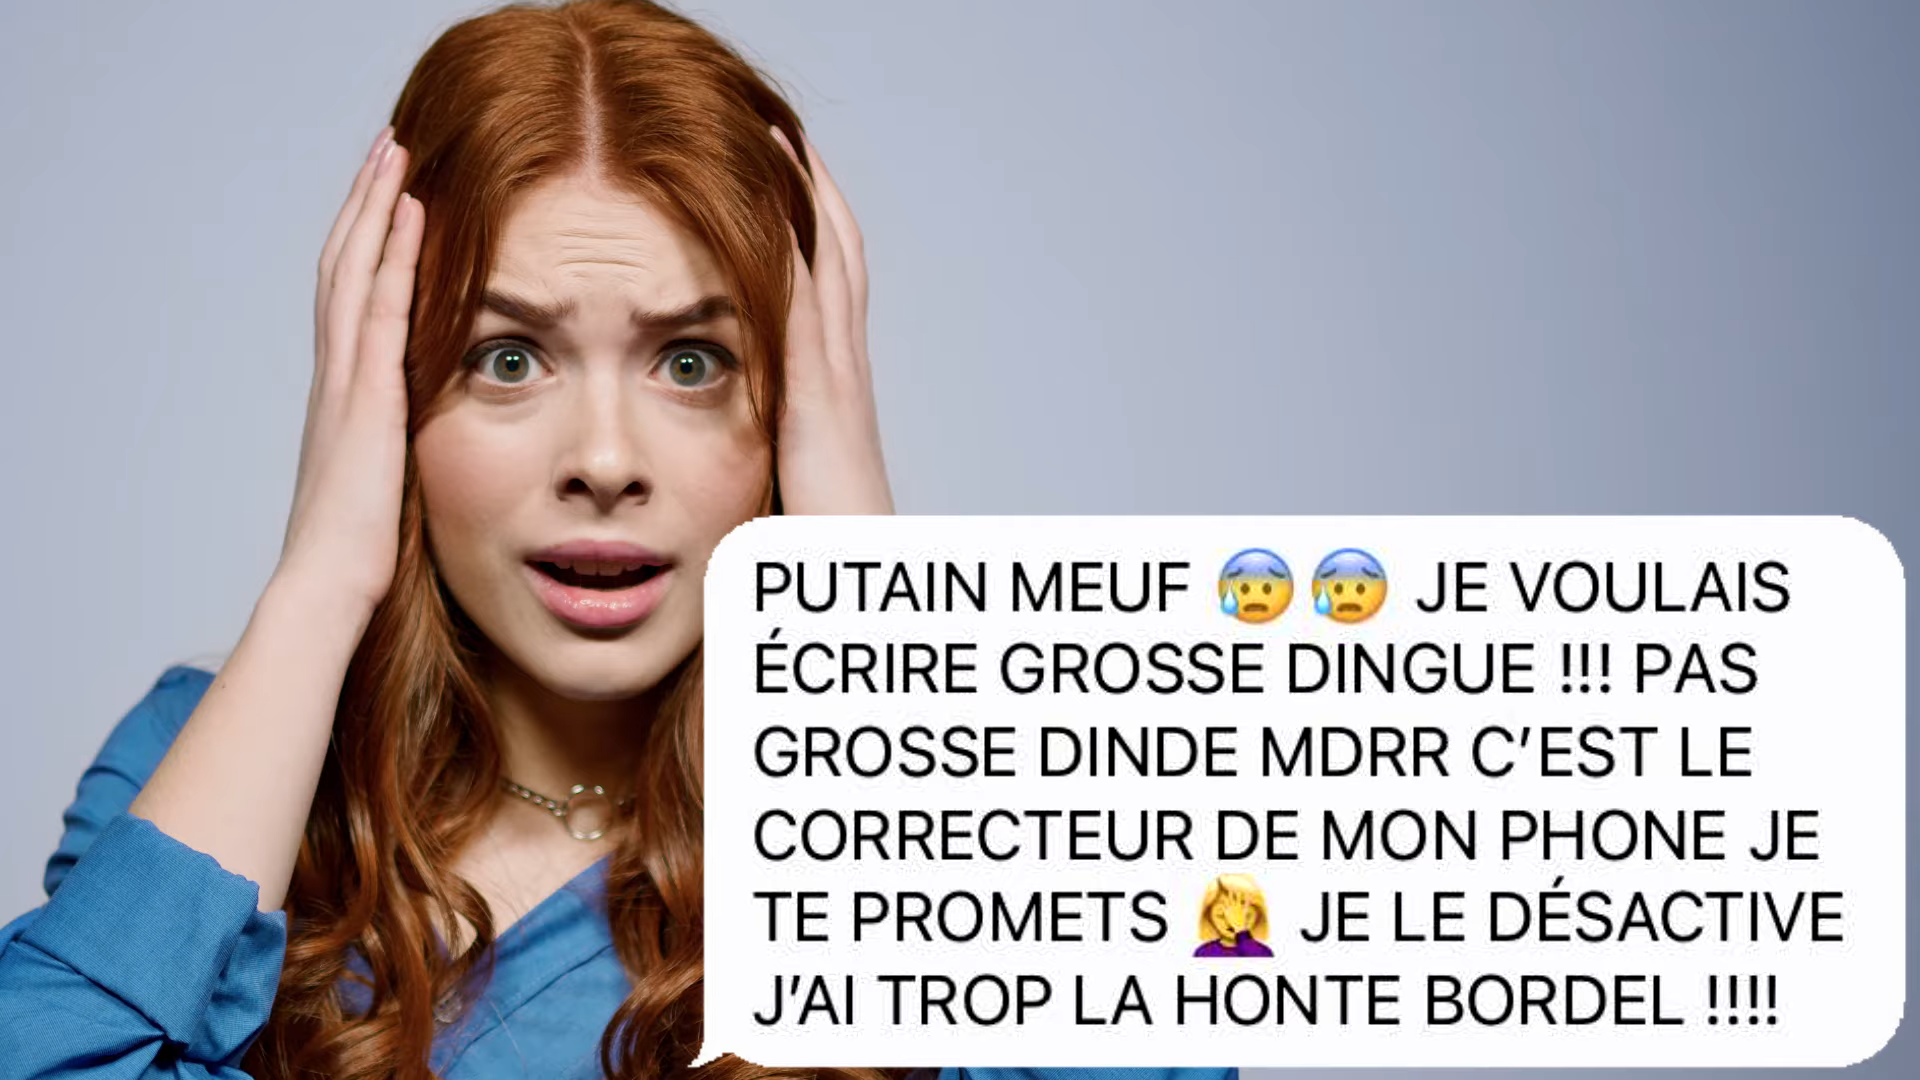 PUTAIN MEUF 😰😰 JE VOULAIS
ÉCRIRE GROSSE DINGUE !!! PAS
GROSSE DINDE MDRR C’EST LE
CORRECTEUR DE MON PHONE JE
TE PROMETS 🤦‍♀️ JE LE DÉSACTIVE
J’AI TROP LA HONTE BORDEL !!!!